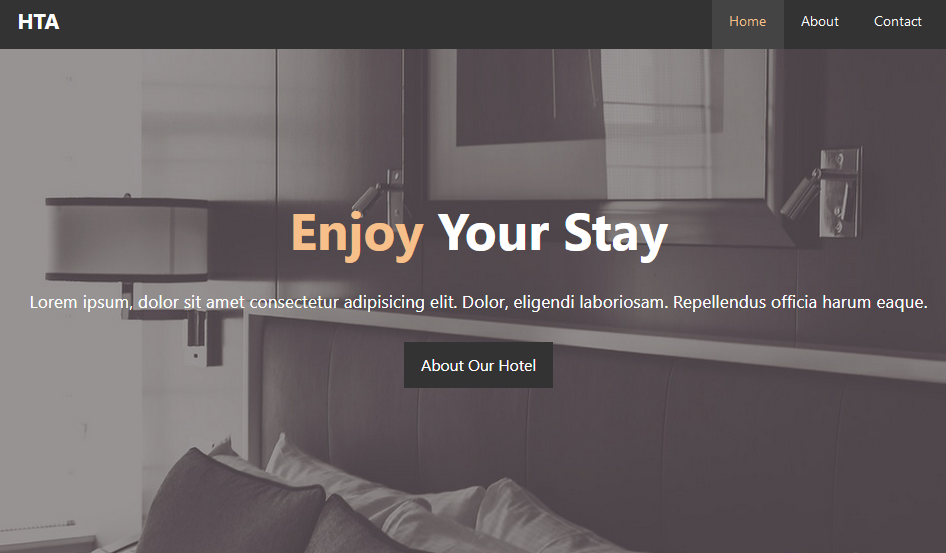 HTA
Home About Contact
Enjoy Your Stay
Lorem ipsum, dolor sit amet consectetur adipisicing elit. Dolor, eligendi laboriosam. Repellendus officia harum eaque.
About Our Hotel